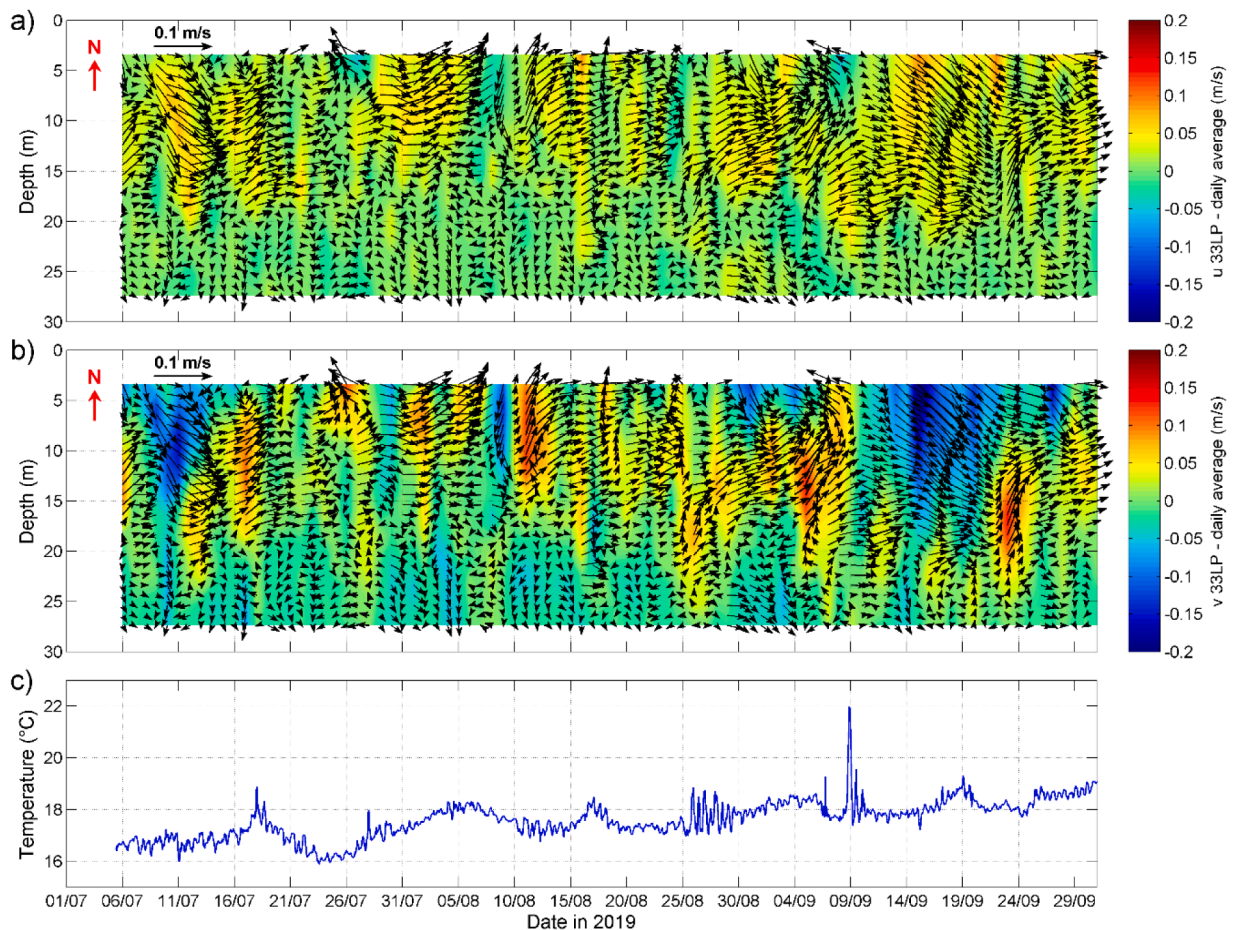 a)
0
5
10
15
20
25
30
Depth (m)
N
0.1 m/s
0.2
0.15
0.1
0.05
0
-0.05
-0.1
-0.15
-0.2
u 33LP - daily average (m/s)
b)
0
5
10
15
20
25
30
Depth (m)
N
0.1 m/s
0.2
0.15
0.1
0.05
0
-0.05
-0.1
-0.15
-0.2
v 33LP - daily average (m/s)
c)
22
20
18
16
Temperature (°C)
01/07 06/07 11/07 16/07 21/07 26/07 31/07 05/08 10/08 15/08 20/08 25/08 30/08 04/09 09/09 14/09 19/09 24/09 29/09
Date in 2019